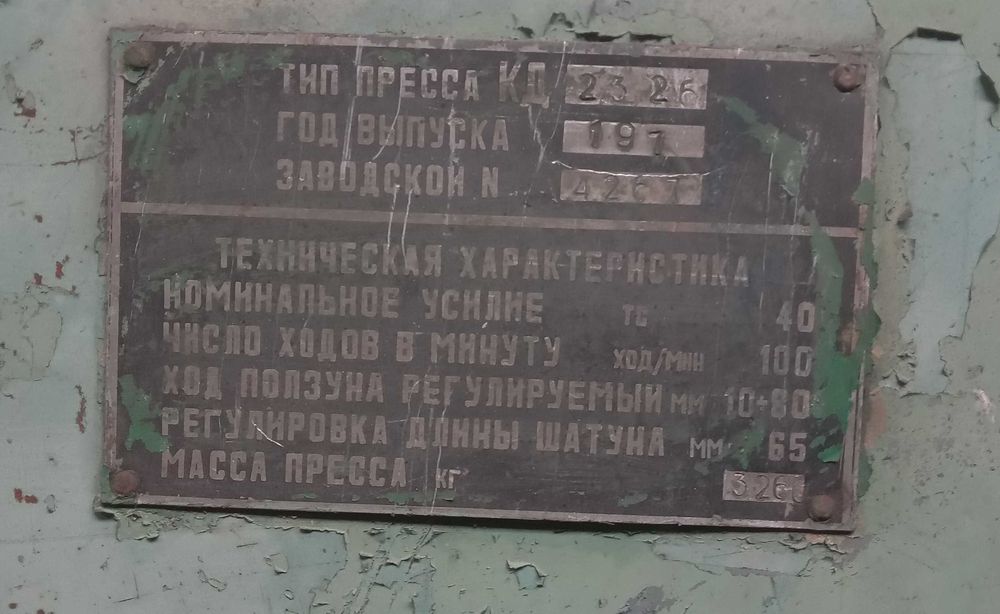 ТИП ПРЕССА КД 2326
ГОД ВЫПУСКА 197
ЗАВОДСКОЙ N 4267
ТЕХНИЧЕСКАЯ ХАРАКТЕРИСТИКА
НОМИНАЛЬНОЕ УСИЛИЕ ТС 40
ЧИСЛО ХОДОВ В МИНУТУ ХОД/МИН 100
ХОД ПОЛЗУНА РЕГУЛИРУЕМЫЙ ММ 10÷80
РЕГУЛИРОВКА ДЛИНЫ ШАТУНА ММ 65
МАССА ПРЕССА КГ